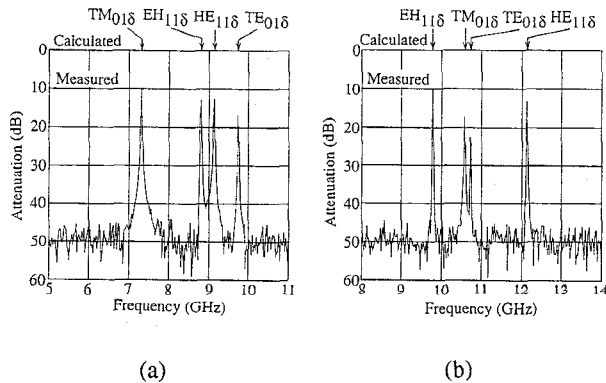 TM01δ EH11δ HE11δ TE01δ
Calculated
Measured
0
10
20
30
40
50
60
Attenuation (dB)
5 6 7 8 9 10 11
Frequency (GHz)
(a)
EH11δ TM01δ TE01δ HE11δ
Calculated
Measured
0
10
20
30
40
50
60
Attenuation (dB)
8 9 10 11 12 13 14
Frequency (GHz)
(b)